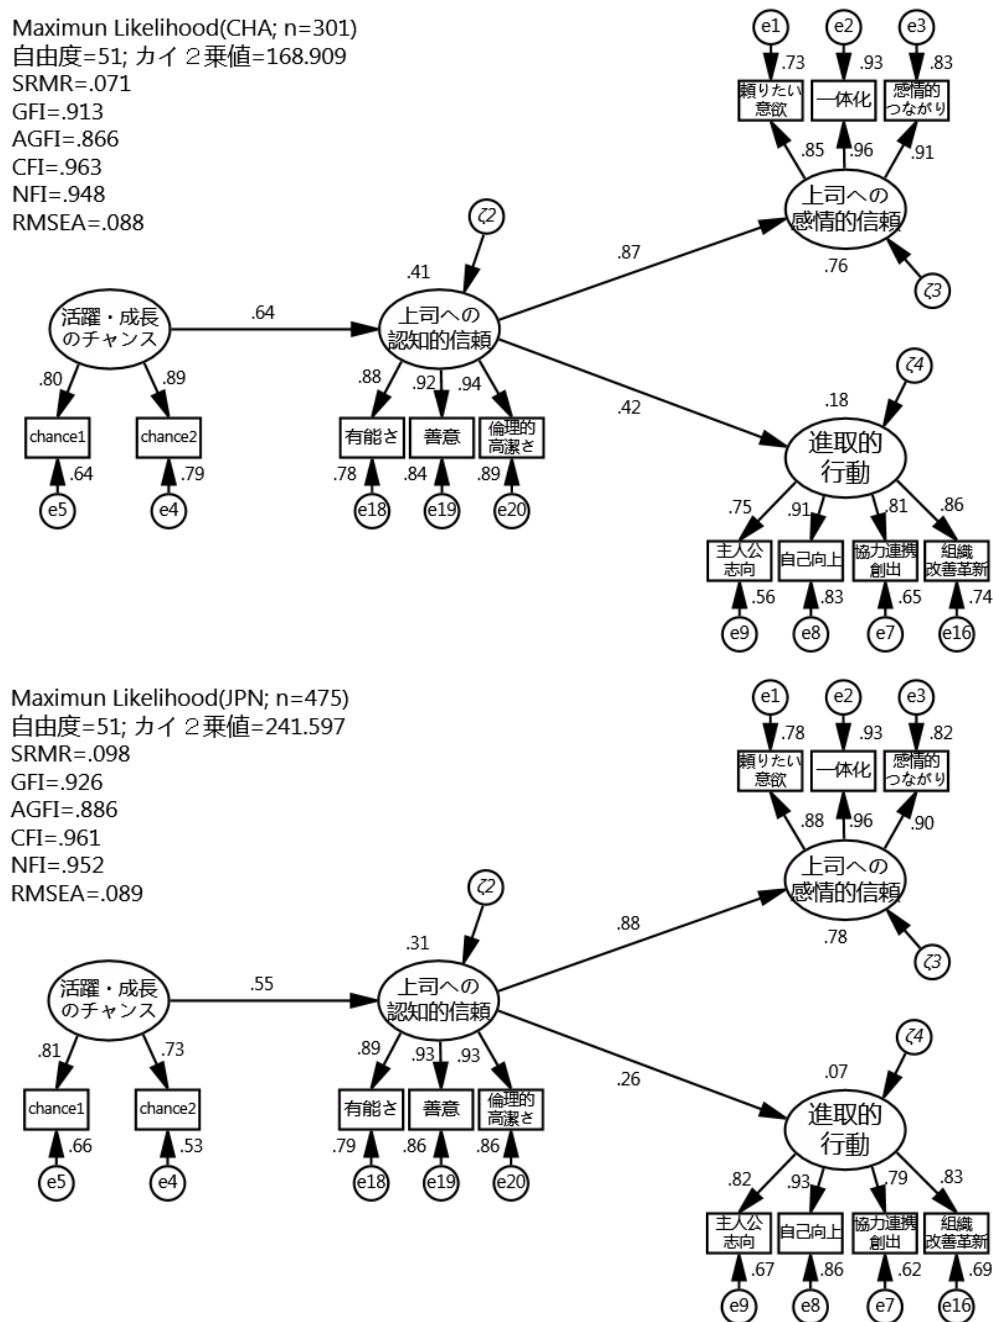 Maximun Likelihood(CHA; n=301)
自由度=51; カイ２乗値=168.909
SRMR=.071
GFI=.913
AGFI=.866
CFI=.963
NFI=.948
RMSEA=.088
e1
e2
e3
.73
.93
.83
頼りたい
意欲
一体化
感情的
つながり
.85
.96
.91
上司への
感情的信頼
.76
ζ3
ζ2
.41
.87
活躍・成長
のチャンス
.64
上司への
認知的信頼
.42
ζ4
.18
進取的
行動
.80
.89
.88
.92
.94
chance1
chance2
有能さ
善意
倫理的
高潔さ
.64
.79
.78
.84
.89
e5
e4
e18
e19
e20
.75
.91
.81
.86
主人公
志向
自己向上
協力連携
創出
組織
改善革新
.56
.83
.65
.74
e9
e8
e7
e16
Maximun Likelihood(JPN; n=475)
自由度=51; カイ２乗値=241.597
SRMR=.098
GFI=.926
AGFI=.886
CFI=.961
NFI=.952
RMSEA=.089
e1
e2
e3
.78
.93
.82
頼りたい
意欲
一体化
感情的
つながり
.88
.96
.90
上司への
感情的信頼
.78
ζ3
ζ2
.31
.88
活躍・成長
のチャンス
.55
上司への
認知的信頼
.26
ζ4
.07
進取的
行動
.81
.73
.89
.93
.93
chance1
chance2
有能さ
善意
倫理的
高潔さ
.66
.53
.79
.86
.86
e5
e4
e18
e19
e20
.82
.93
.79
.83
主人公
志向
自己向上
協力連携
創出
組織
改善革新
.67
.86
.62
.69
e9
e8
e7
e16